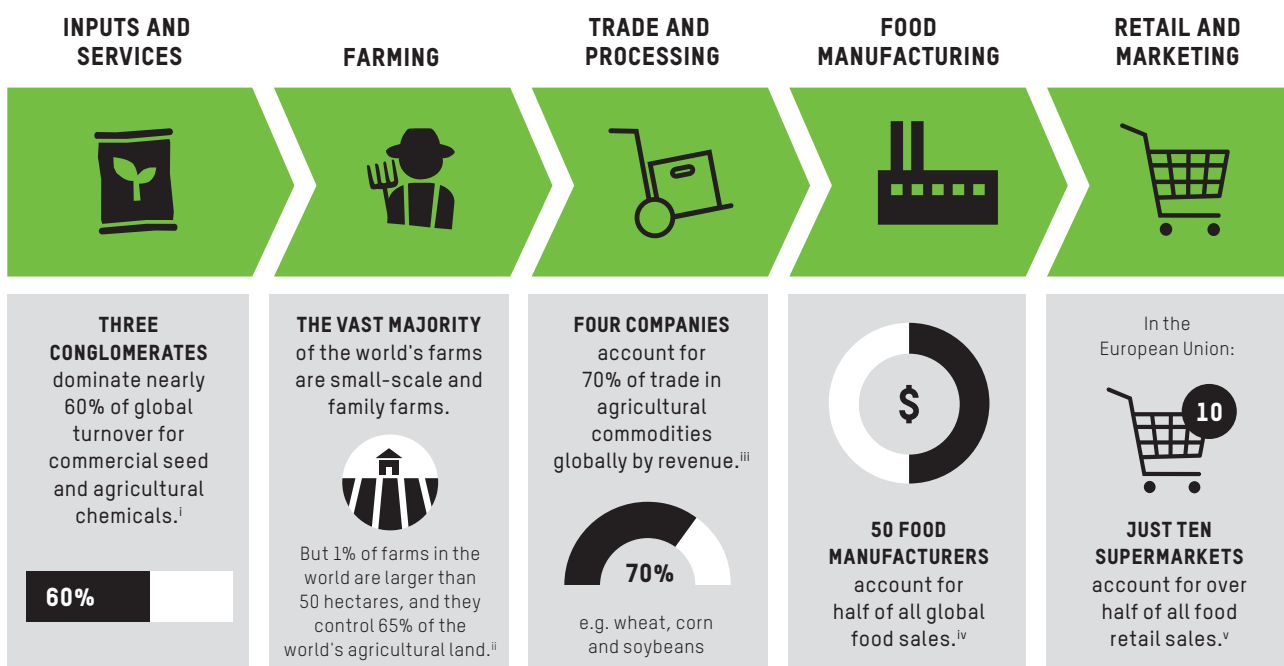 INPUTS AND
SERVICES
FARMING
TRADE AND
PROCESSING
FOOD
MANUFACTURING
RETAIL AND
MARKETING
THREE
CONGLOMERATES
dominate nearly
60% of global
turnover for
commercial seed
and agricultural
chemicals.ⁱ
60%
THE VAST MAJORITY
of the world's farms
are small-scale and
family farms.
But 1% of farms in the
world are larger than
50 hectares, and they
control 65% of the
world's agricultural land.ⁱⁱ
FOUR COMPANIES
account for
70% of trade in
agricultural
commodities
globally by revenue.ⁱⁱⁱ
70%
e.g. wheat, corn
and soybeans
$
50 FOOD
MANUFACTURERS
account for
half of all global
food sales.ⁱᵛ
In the
European Union:
10
JUST TEN
SUPERMARKETS
account for over
half of all food
retail sales.ᵛ